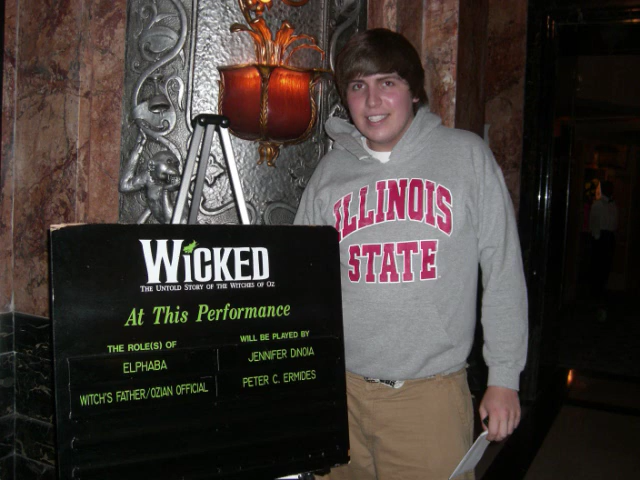 WICKED
THE UNTOLD STORY OF THE WITCHES OF OZ
At This Performance
THE ROLE(S) OF
WILL BE PLAYED BY
ELPHABA
JENNIFER DINOIA
WITCH'S FATHER/OZIAN OFFICIAL
PETER C. ERMIDES
ILLINOIS
STATE